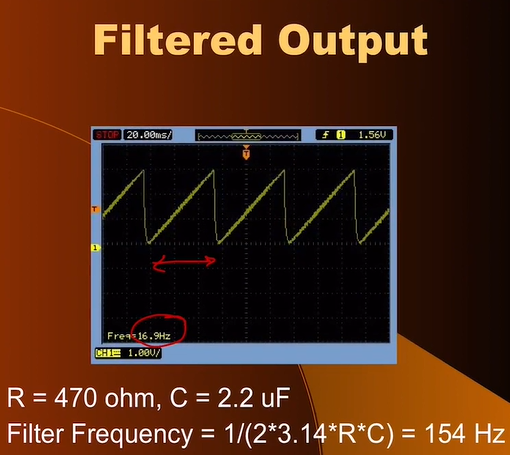 Filtered Output
STOP 20.00ms/ 1 1.56V
T
T
1
Freq=16.9Hz
CH1 1.00V/
R = 470 ohm, C = 2.2 uF
Filter Frequency = 1/(2*3.14*R*C) = 154 Hz